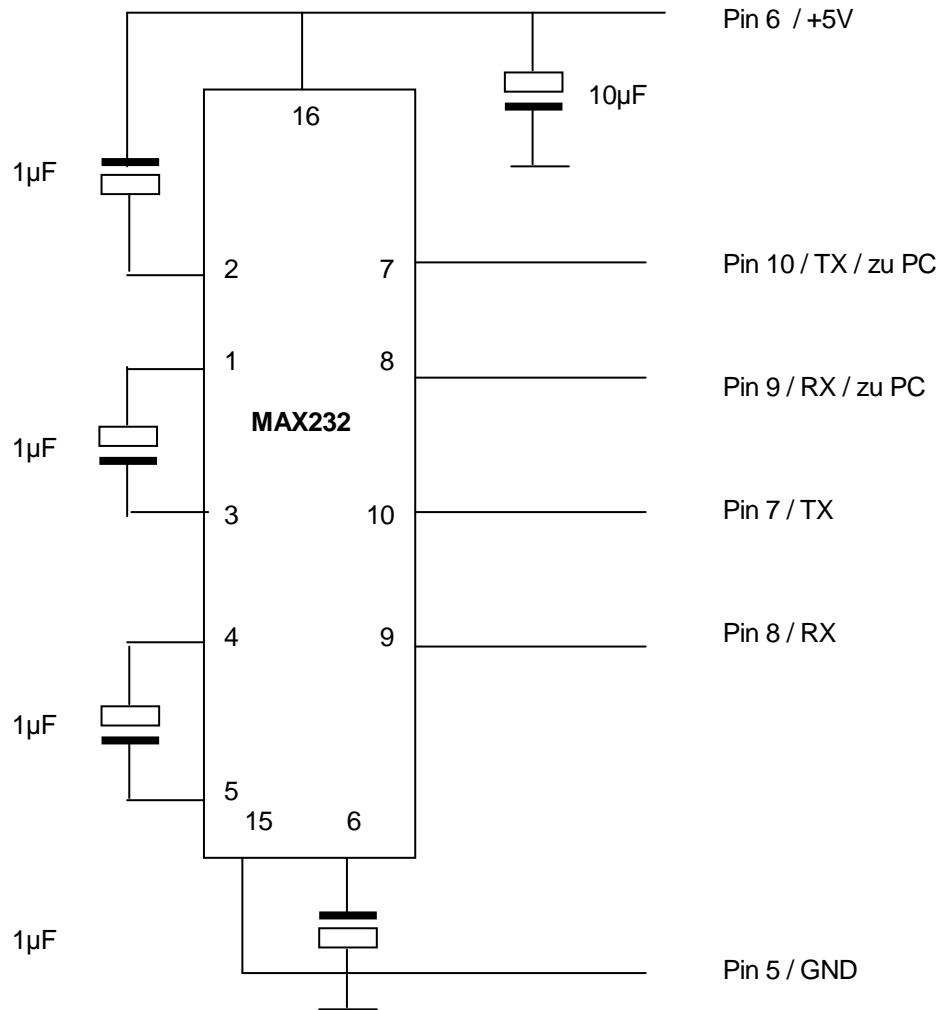 Pin 6 / +5V
10µF
16
1µF
2
7
Pin 10 / TX / zu PC
1
8
Pin 9 / RX / zu PC
MAX232
1µF
3
10
Pin 7 / TX
4
9
Pin 8 / RX
1µF
5
15
6
1µF
Pin 5 / GND